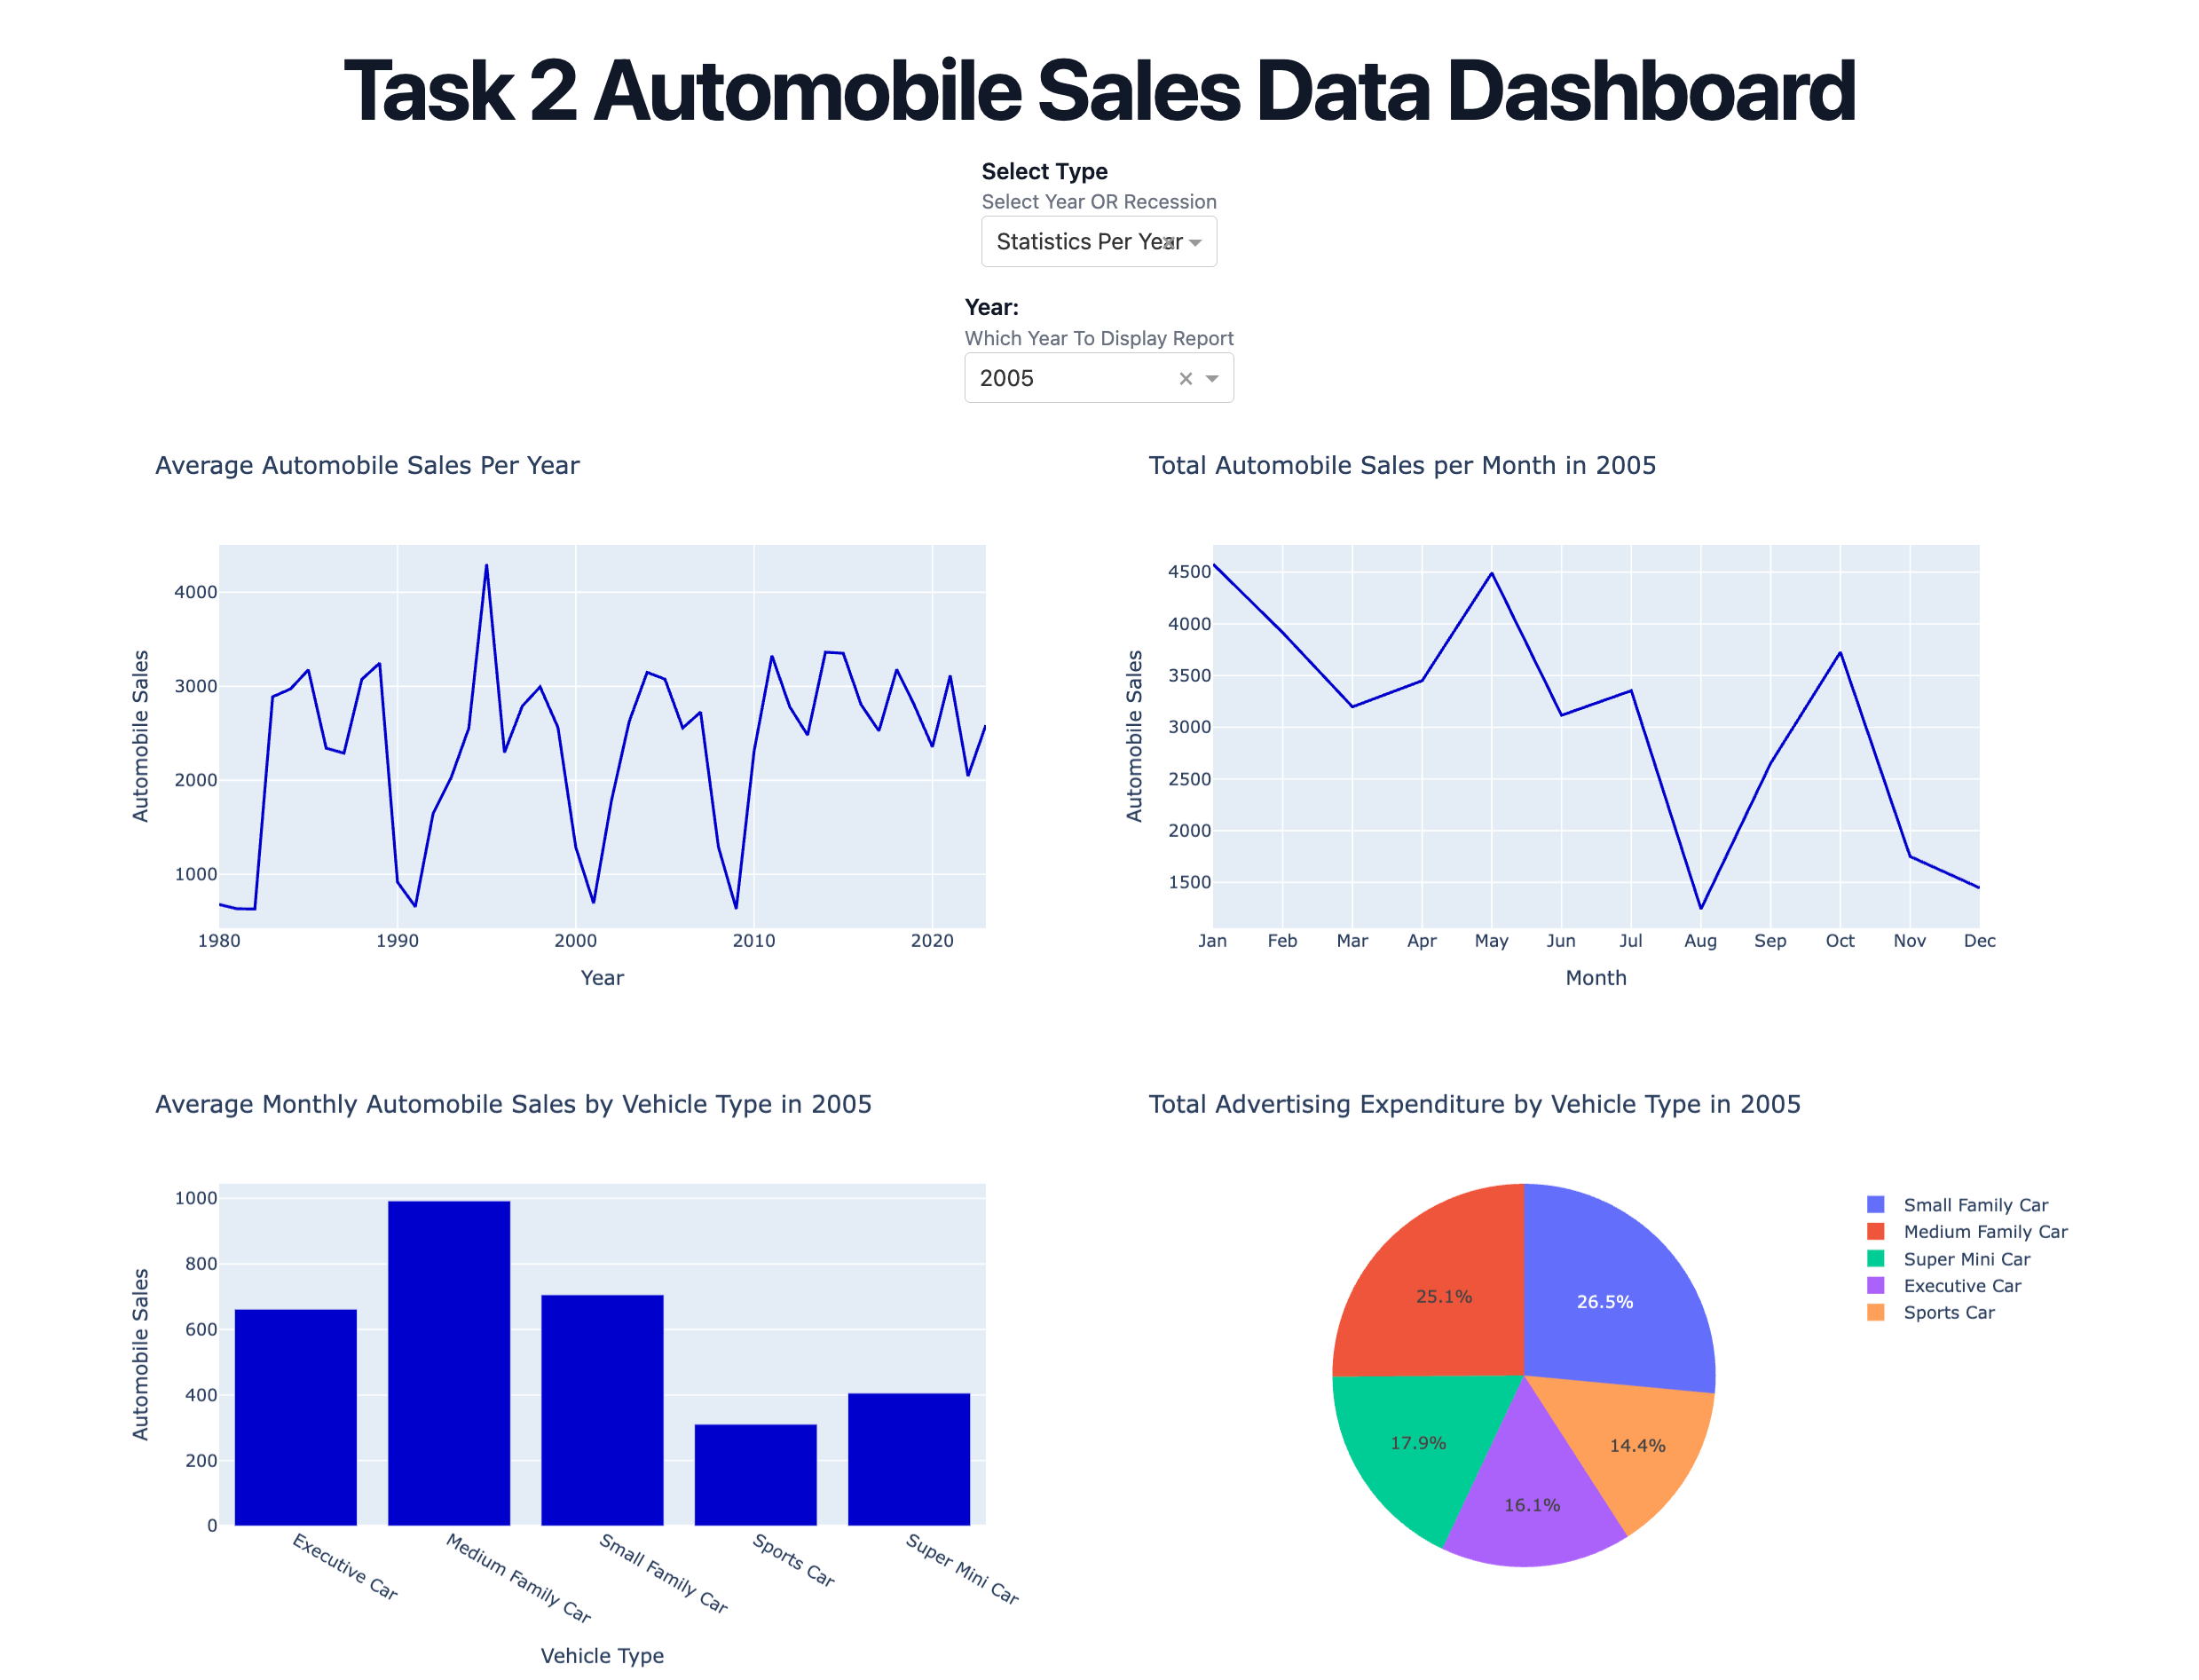 Task 2 Automobile Sales Data Dashboard
Select Type
Select Year OR Recession
Statistics Per Year
Year:
Which Year To Display Report
2005
Average Automobile Sales Per Year
4000
3000
2000
1000
Automobile Sales
1980 1990 2000 2010 2020
Year
Total Automobile Sales per Month in 2005
4500
4000
3500
3000
2500
2000
1500
Automobile Sales
Jan Feb Mar Apr May Jun Jul Aug Sep Oct Nov Dec
Month
Average Monthly Automobile Sales by Vehicle Type in 2005
1000
800
600
400
200
0
Automobile Sales
Executive Car
Medium Family Car
Small Family Car
Sports Car
Super Mini Car
Vehicle Type
Total Advertising Expenditure by Vehicle Type in 2005
25.1%
26.5%
17.9%
14.4%
16.1%
Small Family Car
Medium Family Car
Super Mini Car
Executive Car
Sports Car